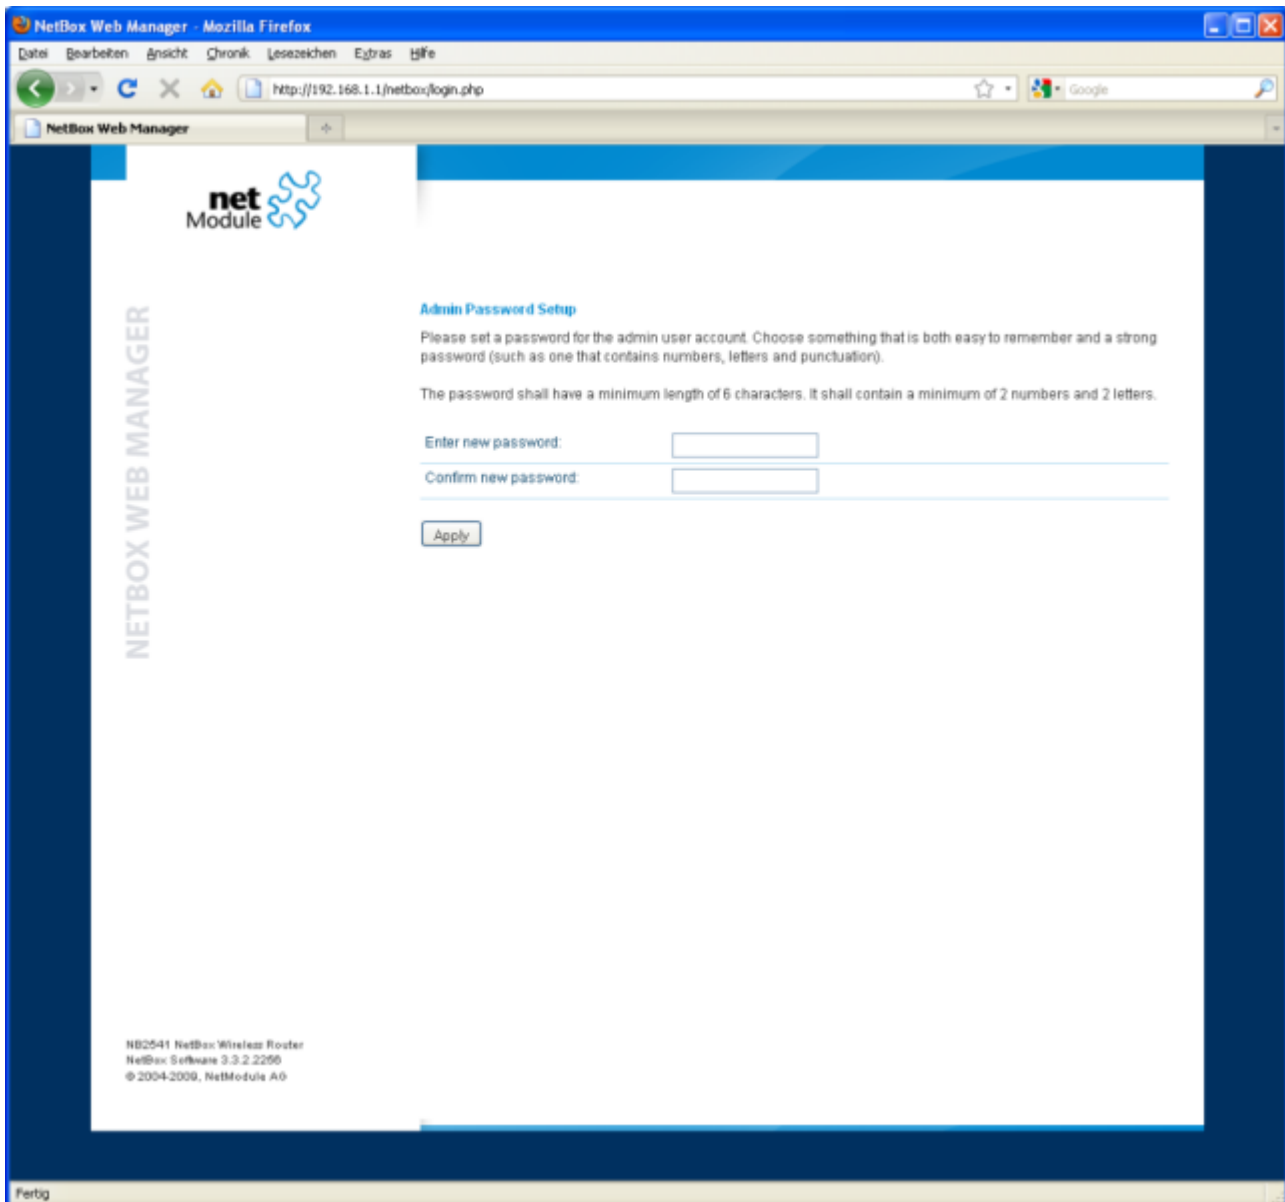 NetBox Web Manager - Mozilla Firefox
Datei Bearbeiten Ansicht Chronik Lesezeichen Extras Hilfe
http://192.168.1.1/netbox/login.php
Google
NetBox Web Manager
net
Module
NETBOX WEB MANAGER
Admin Password Setup
Please set a password for the admin user account. Choose something that is both easy to remember and a strong
password (such as one that contains numbers, letters and punctuation).
The password shall have a minimum length of 6 characters. It shall contain a minimum of 2 numbers and 2 letters.
Enter new password:
Confirm new password:
Apply
NB2541 NetBox Wireless Router
NetBox Software
© 2004-2009, NetModule AG
Fertig